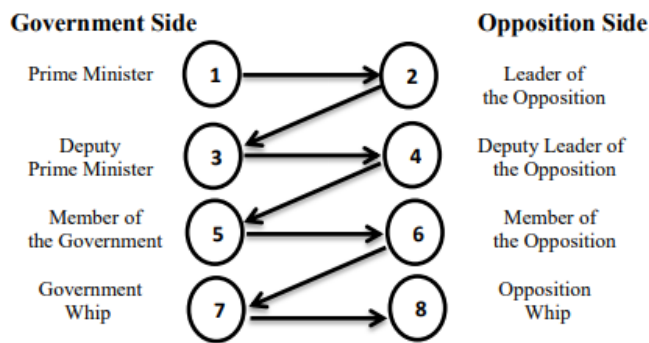 Government Side
Opposition Side
Prime Minister
1
2
Leader of
the Opposition
Deputy
Prime Minister
3
4
Deputy Leader of
the Opposition
Member of
the Government
5
6
Member of
the Opposition
Government
Whip
7
8
Opposition
Whip